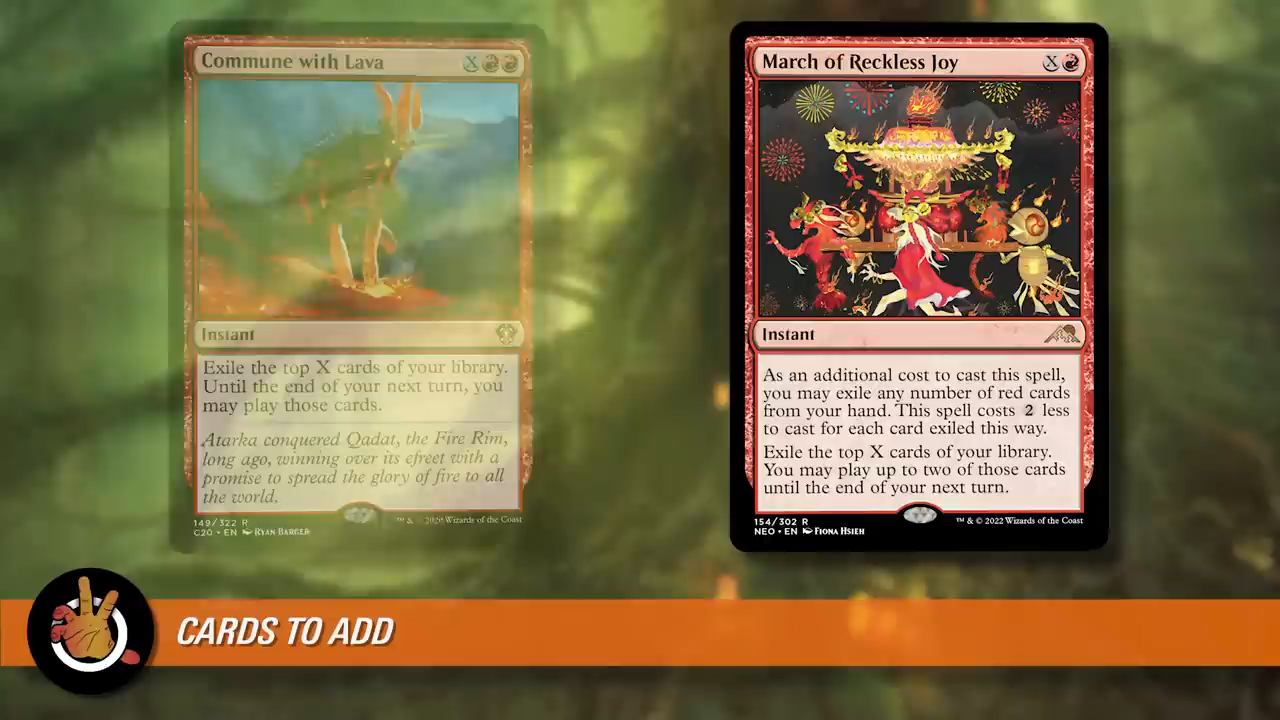 Commune with Lava
X
Instant
Exile the top X cards of your library.
Until the end of your next turn, you
may play those cards.
Atarka conquered Qadat, the Fire Rim,
long ago, winning over its efreet with a
promise to spread the glory of fire to all
the world.
149/322 R
C20 • EN RYAN BARGER
™ & © 2020 Wizards of the Coast
March of Reckless Joy
X
Instant
As an additional cost to cast this spell,
you may exile any number of red cards
from your hand. This spell costs 2 less
to cast for each card exiled this way.
Exile the top X cards of your library.
You may play up to two of those cards
until the end of your next turn.
154/302 R
NEO • EN FIONA HSIEH
™ & © 2022 Wizards of the Coast
CARDS TO ADD